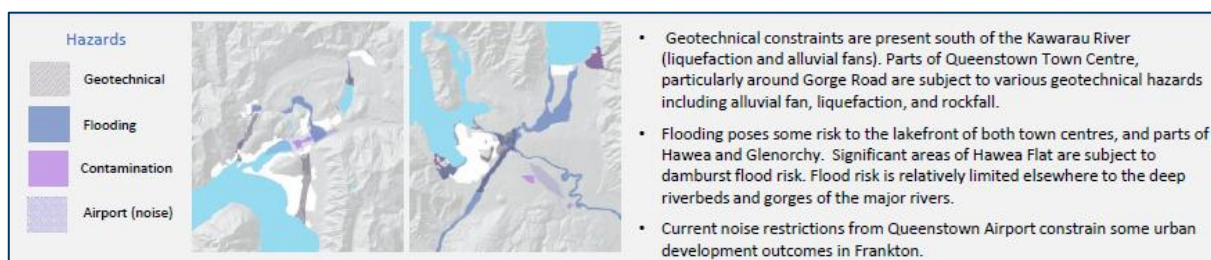 Hazards
Geotechnical
Flooding
Contamination
Airport (noise)
• Geotechnical constraints are present south of the Kawarau River
(liquefaction and alluvial fans). Parts of Queenstown Town Centre,
particularly around Gorge Road are subject to various geotechnical hazards
including alluvial fan, liquefaction, and rockfall.
• Flooding poses some risk to the lakefront of both town centres, and parts of
Hawea and Glenorchy. Significant areas of Hawea Flat are subject to
damburst flood risk. Flood risk is relatively limited elsewhere to the deep
riverbeds and gorges of the major rivers.
• Current noise restrictions from Queenstown Airport constrain some urban
development outcomes in Frankton.